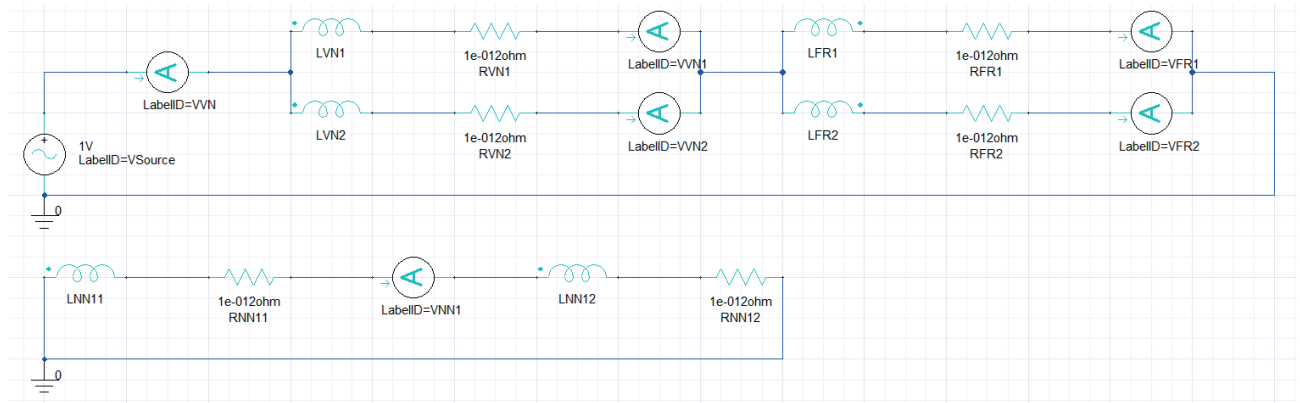 LVN1
1e-012ohm
RVN1
A
LabelID=VVN1
LFR1
1e-012ohm
RFR1
A
LabelID=VFR1
A
LabelID=VVN
LVN2
1e-012ohm
RVN2
A
LabelID=VVN2
LFR2
1e-012ohm
RFR2
A
LabelID=VFR2
+
1V
LabelID=VSource
0
LNN11
1e-012ohm
RNN11
A
LabelID=VNN1
LNN12
1e-012ohm
RNN12
0